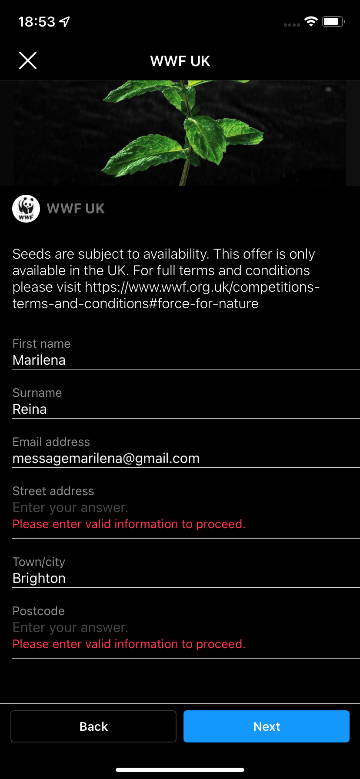 18:53
WWF UK
WWF
WWF UK
Seeds are subject to availability. This offer is only
available in the UK. For full terms and conditions
please visit https://www.wwf.org.uk/competitions-
terms-and-conditions#force-for-nature
First name
Marilena
Surname
Reina
Email address
messagemarilena@gmail.com
Street address
Enter your answer.
Please enter valid information to proceed.
Town/city
Brighton
Postcode
Enter your answer.
Please enter valid information to proceed.
Back
Next